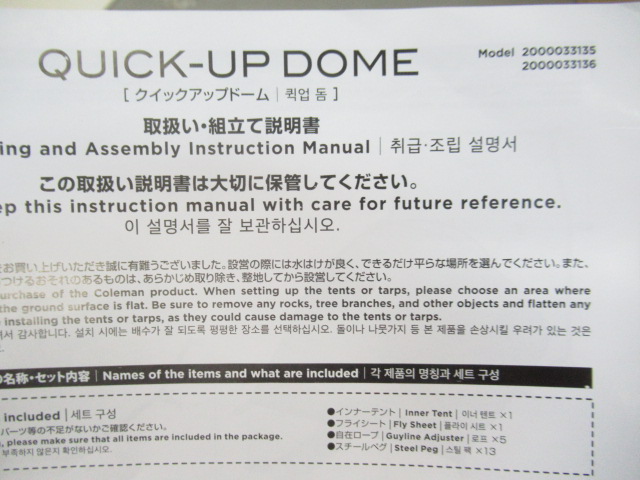 QUICK-UP DOME
Model 2000033135
2000033136
[ クイックアップドーム | 퀵업 돔 ]
取扱い・組立て説明書
ing and Assembly Instruction Manual | 취급·조립 설명서
この取扱い説明書は大切に保管してください。
ep this instruction manual with care for future reference.
이 설명서를 잘 보관하십시오.
お買い上げいただき誠に有難うございました。設営の際には水はけが良く、できるだけ平らな場所を選んでください。また、
つけるおそれのあるものは、あらかじめ取り除き、整地してから設営してください。
urchase of the Coleman product. When setting up the tents or tarps, please choose an area where
the ground surface is flat. Be sure to remove any rocks, tree branches, and other objects and flatten any
installing the tents or tarps, as they could cause damage to the tents or tarps.
감사합니다. 설치 시에는 배수가 잘 되도록 평평한 장소를 선택하십시오. 돌이나 나뭇가지 등 본 제품을 손상시킬 우려가 있는 것은
の名称・セット内容 | Names of the items and what are included | 각 제품의 명칭과 세트 구성
included | 세트 구성
パーツ等の不足がないかご確認ください。
, please make sure that all items are included in the package.
부족하지 않은지 확인하십시오.
●インナーテント | Inner Tent | 이너 텐트 ×1
●フライシート | Fly Sheet | 플라이 시트 ×1
●自在ロープ | Guyline Adjuster | 로프 ×5
●スチールペグ | Steel Peg | 스틸 팩 ×13